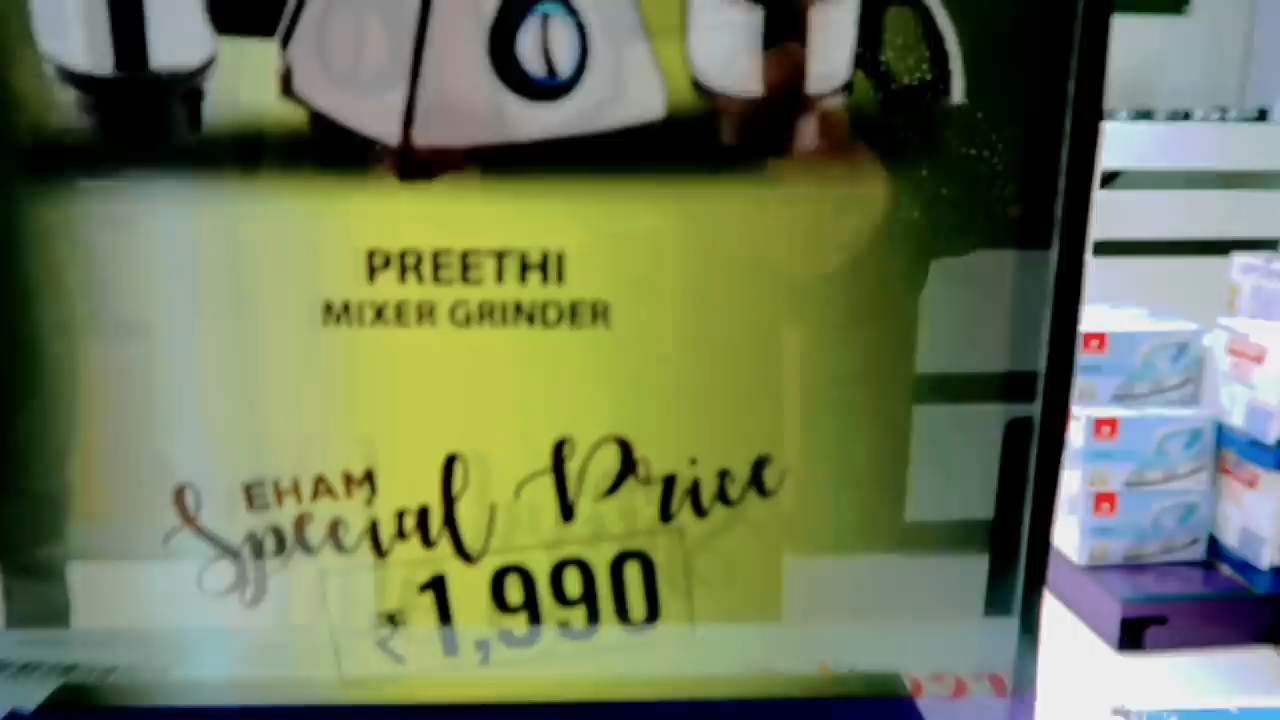 PREETHI
MIXER GRINDER
EHAM
Special Price
₹1,990